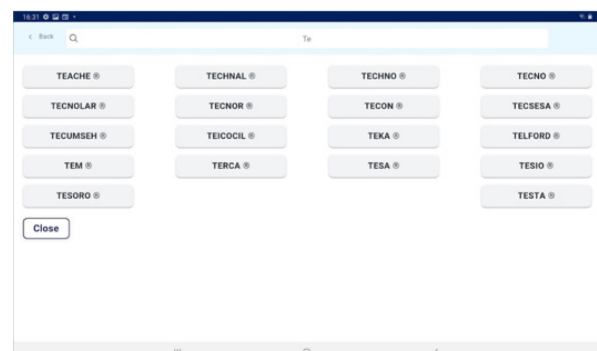 16:31
Back Te
TEACHE ® TECHNAL ® TECHNO ® TECNO ®
TECNOLAR ® TECNOR ® TECON ® TECSESA ®
TECUMSEH ® TEICOCIL ® TEKA ® TELFORD ®
TEM ® TERCA ® TESA ® TESIO ®
TESORO ® TESTA ®
Close